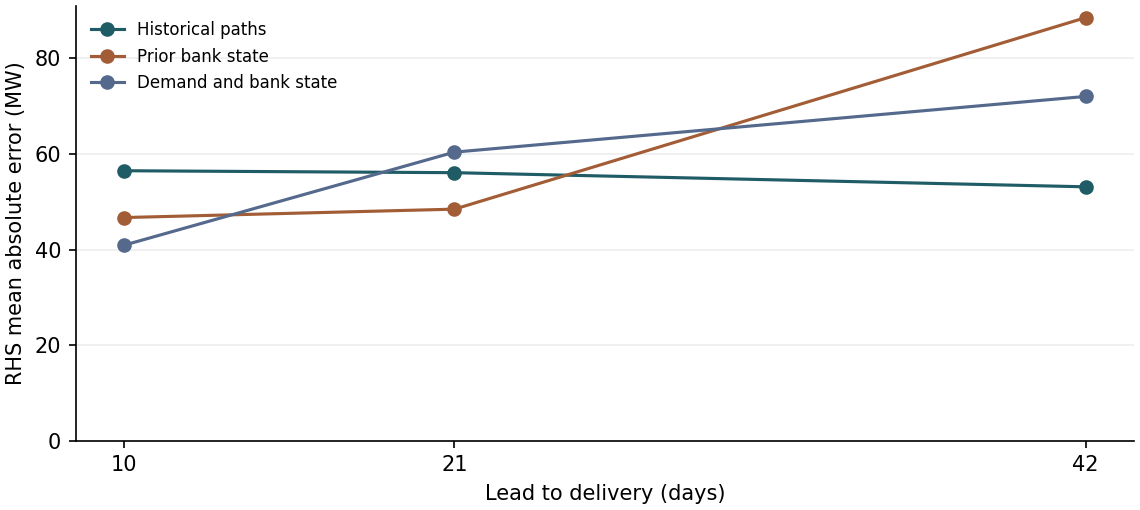 Historical paths
Prior bank state
Demand and bank state
RHS mean absolute error (MW)
80
60
40
20
0
10 21 42
Lead to delivery (days)